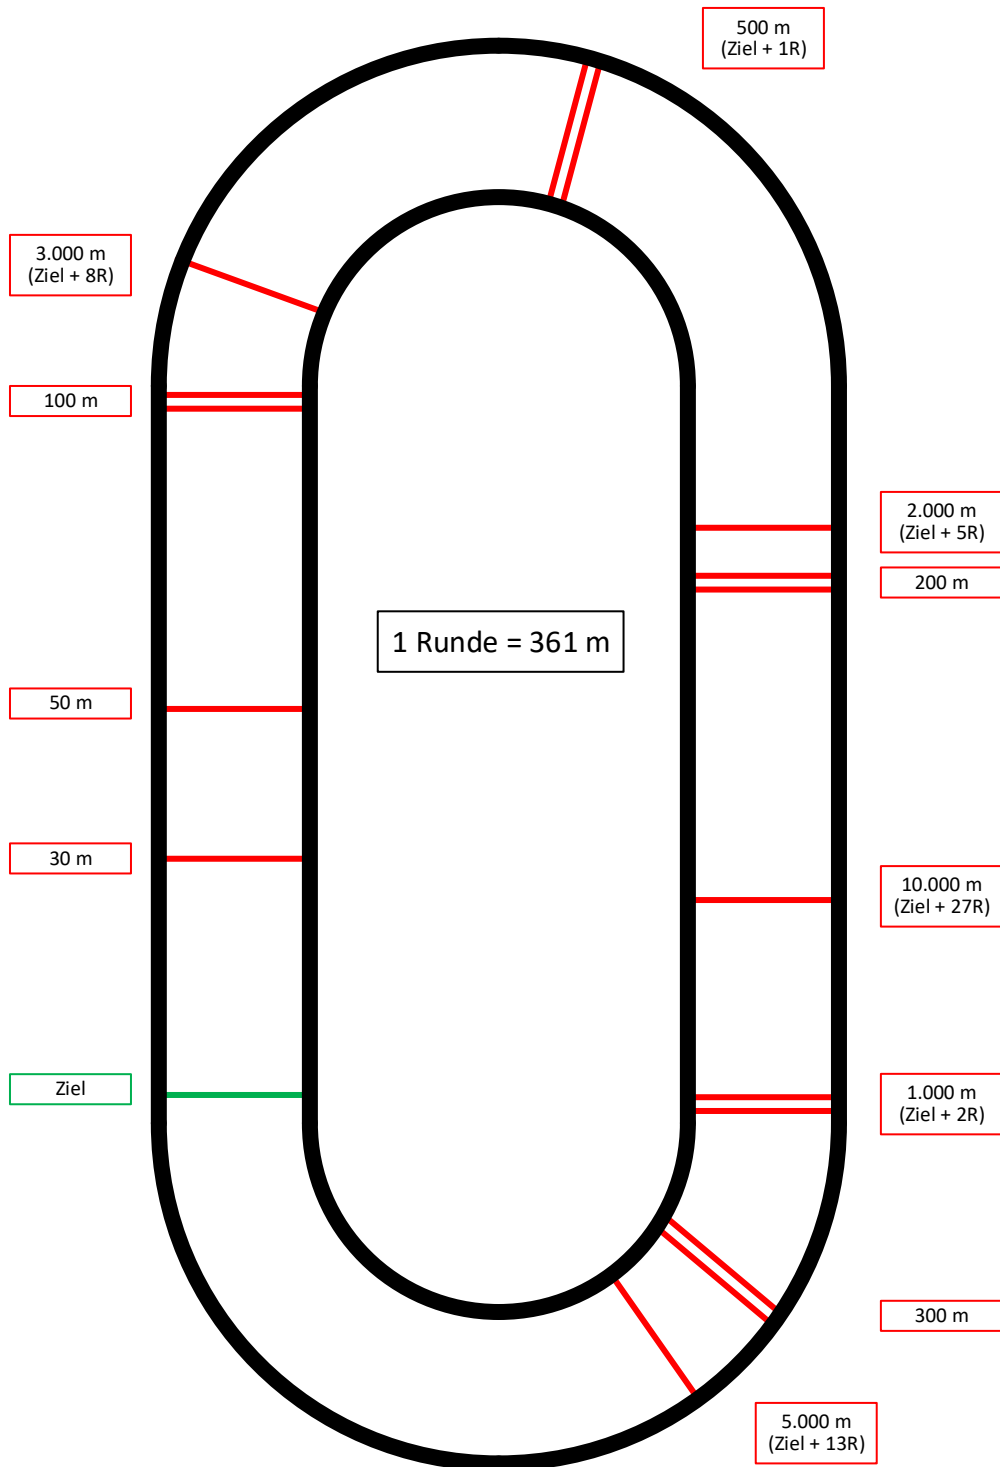 500 m
(Ziel + 1R)
3.000 m
(Ziel + 8R)
100 m
2.000 m
(Ziel + 5R)
200 m
1 Runde = 361 m
50 m
30 m
10.000 m
(Ziel + 27R)
Ziel
1.000 m
(Ziel + 2R)
300 m
5.000 m
(Ziel + 13R)